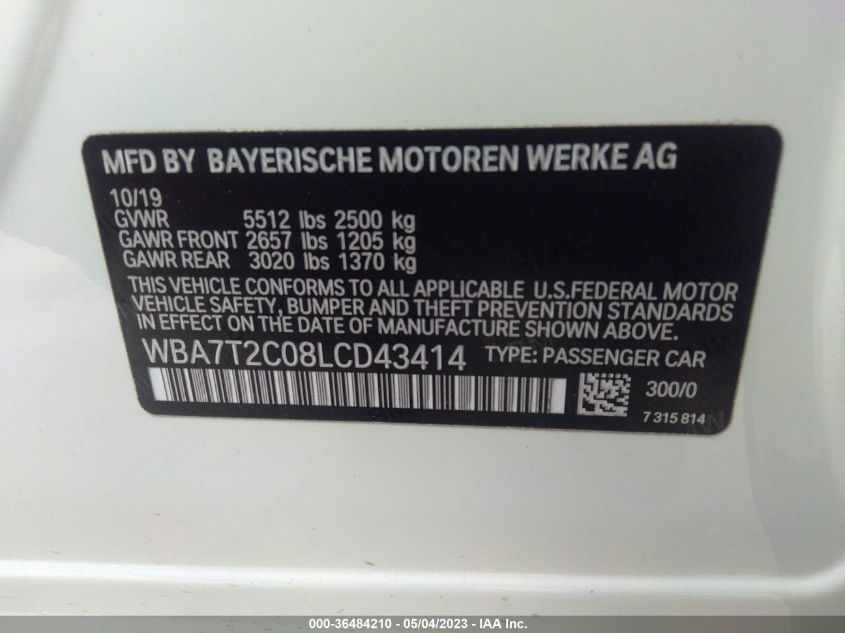 MFD BY BAYERISCHE MOTOREN WERKE AG
10/19
GVWR 5512 lbs 2500 kg
GAWR FRONT 2657 lbs 1205 kg
GAWR REAR 3020 lbs 1370 kg
THIS VEHICLE CONFORMS TO ALL APPLICABLE U.S.FEDERAL MOTOR
VEHICLE SAFETY, BUMPER AND THEFT PREVENTION STANDARDS
IN EFFECT ON THE DATE OF MANUFACTURE SHOWN ABOVE.
WBA7T2C08LCD43414 TYPE: PASSENGER CAR
300/0
7 315 814
000-36484210 - 05/04/2023 - IAA Inc.